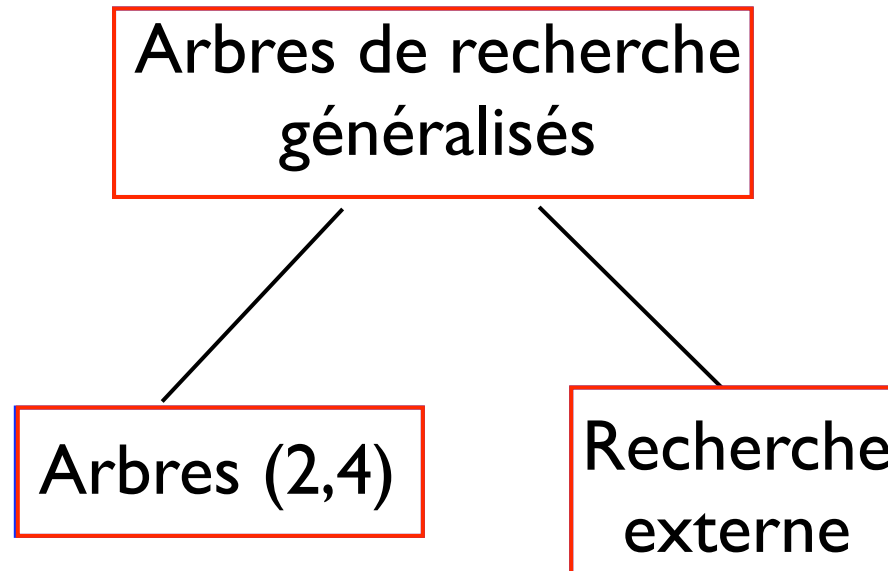 Arbres de recherche
généralisés
Arbres (2,4)
Recherche
externe